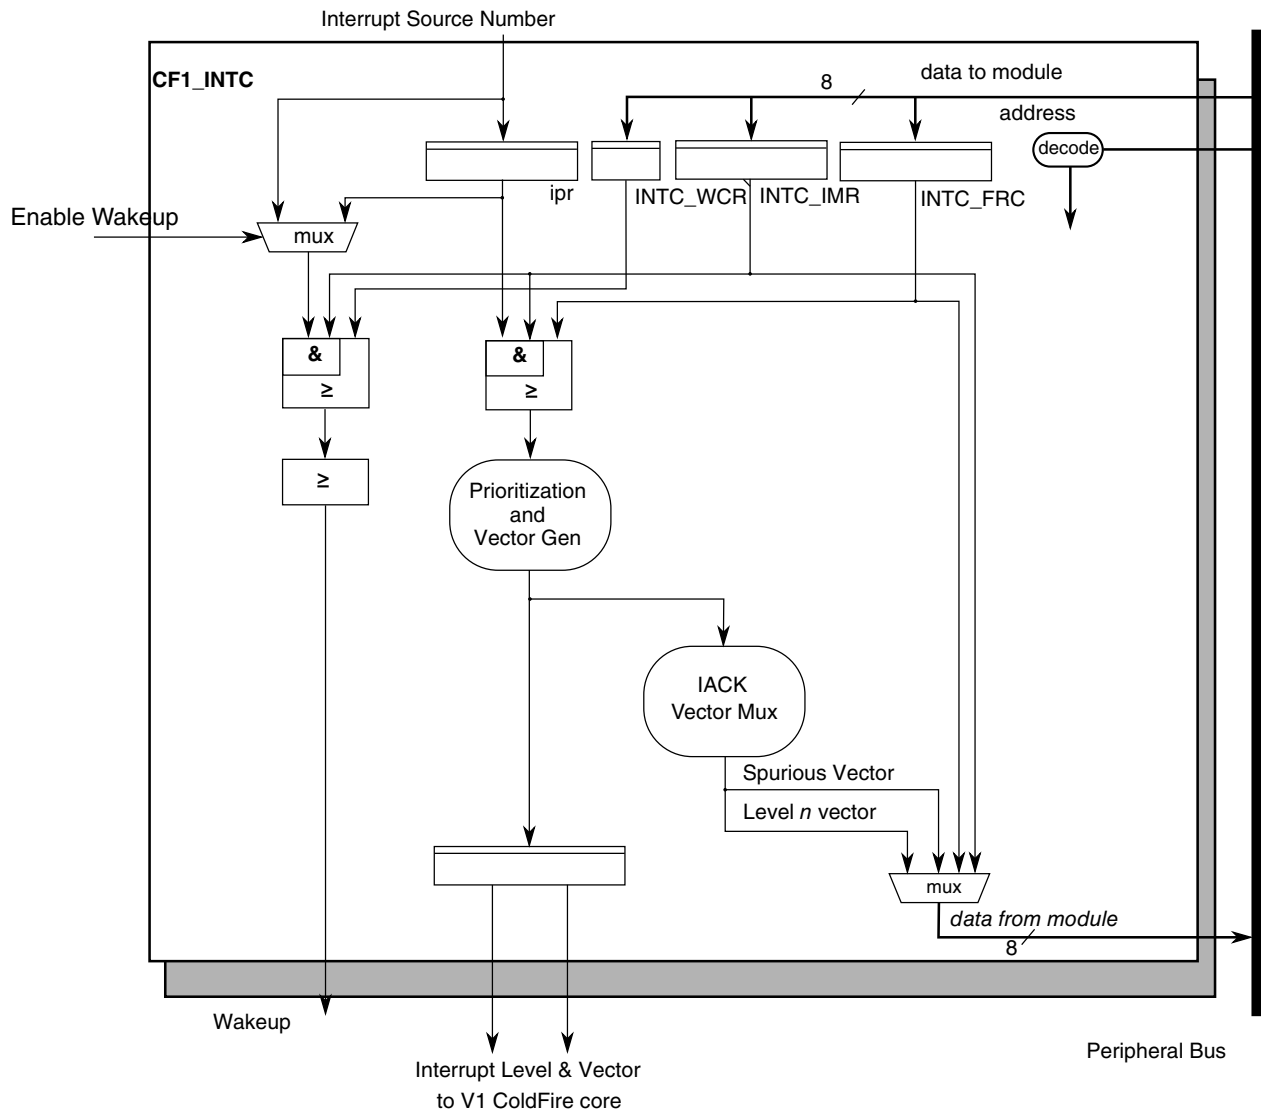 Interrupt Source Number
CF1_INTC
8
data to module
address
decode
ipr
INTC_WCR
INTC_IMR
INTC_FRC
Enable Wakeup
mux
&
≥
&
≥
≥
Prioritization
and
Vector Gen
IACK
Vector Mux
Spurious Vector
Level n vector
mux
data from module
8
Wakeup
Interrupt Level & Vector
to V1 ColdFire core
Peripheral Bus